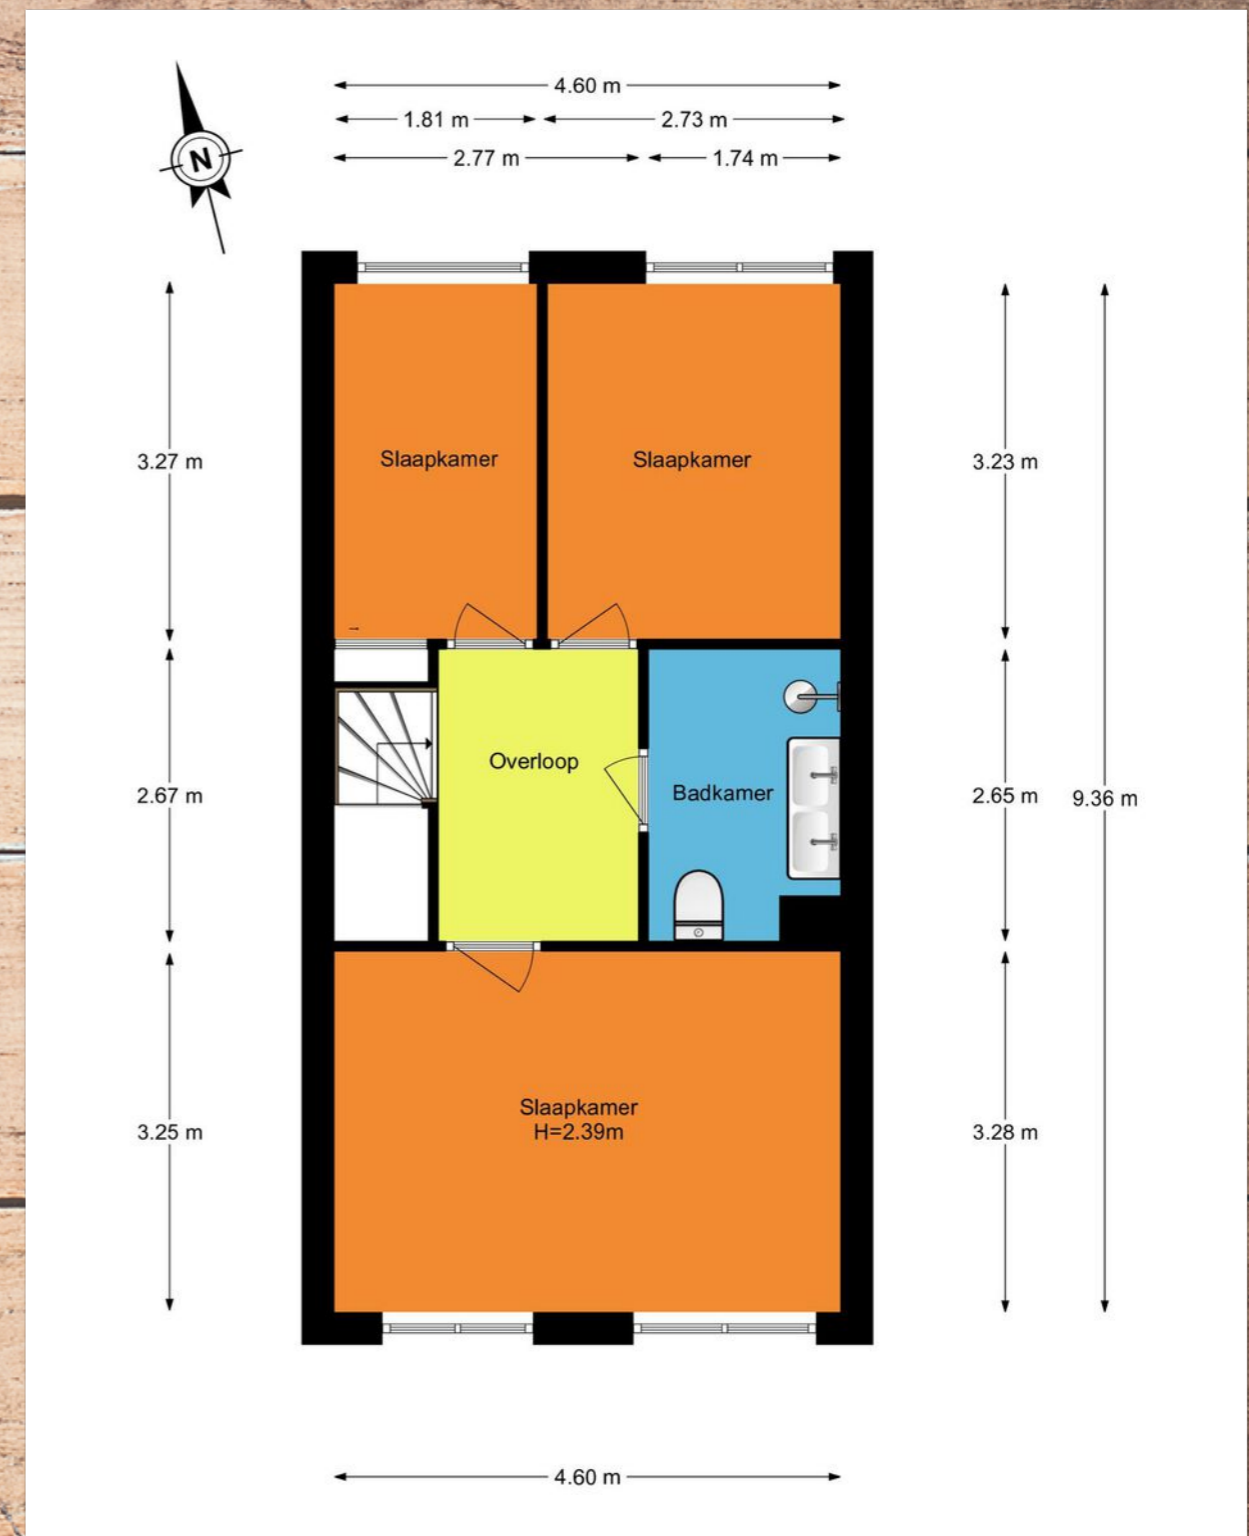 4.60 m
1.81 m
2.73 m
2.77 m
1.74 m
N
3.27 m
Slaapkamer
Slaapkamer
3.23 m
Overloop
2.67 m
Badkamer
2.65 m
9.36 m
3.25 m
Slaapkamer
H=2.39m
3.28 m
4.60 m